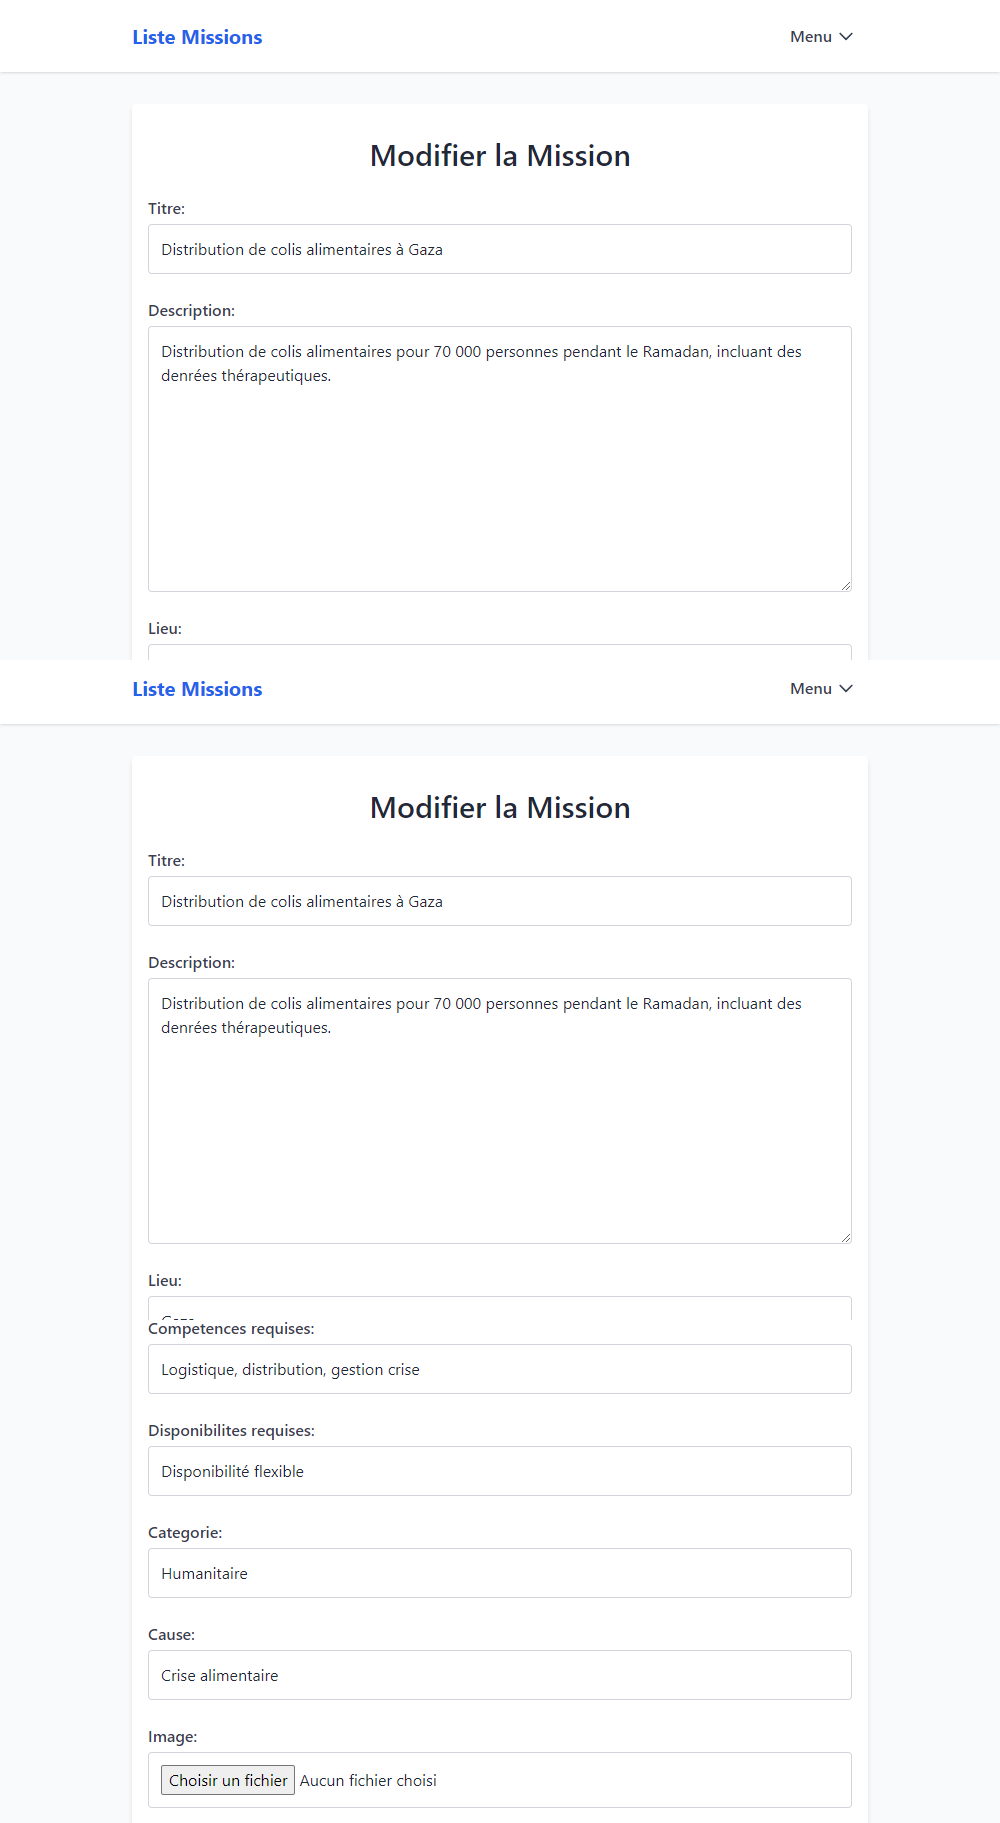 Liste Missions
Menu
Modifier la Mission
Titre:
Distribution de colis alimentaires à Gaza
Description:
Distribution de colis alimentaires pour 70 000 personnes pendant le Ramadan, incluant des
denrées thérapeutiques.
Lieu:
Liste Missions
Menu
Modifier la Mission
Titre:
Distribution de colis alimentaires à Gaza
Description:
Distribution de colis alimentaires pour 70 000 personnes pendant le Ramadan, incluant des
denrées thérapeutiques.
Lieu:
Competences requises:
Logistique, distribution, gestion crise
Disponibilites requises:
Disponibilité flexible
Categorie:
Humanitaire
Cause:
Crise alimentaire
Image:
Choisir un fichier Aucun fichier choisi